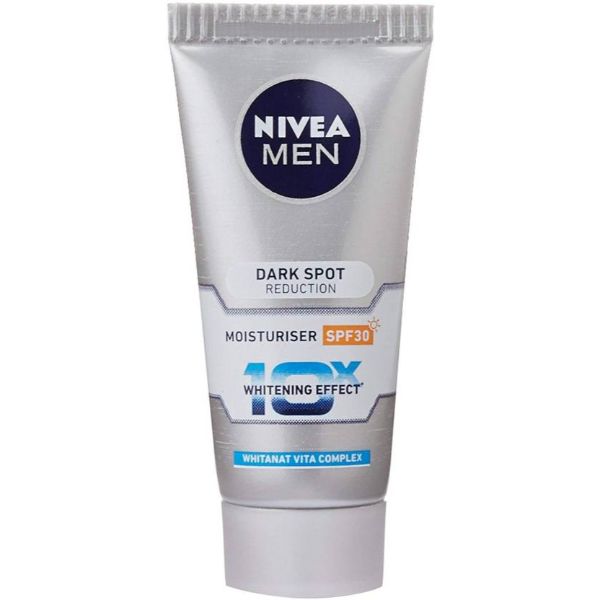 NIVEA
MEN
DARK SPOT
REDUCTION
MOISTURISER SPF30
10X
WHITENING EFFECT*
WHITANAT VITA COMPLEX